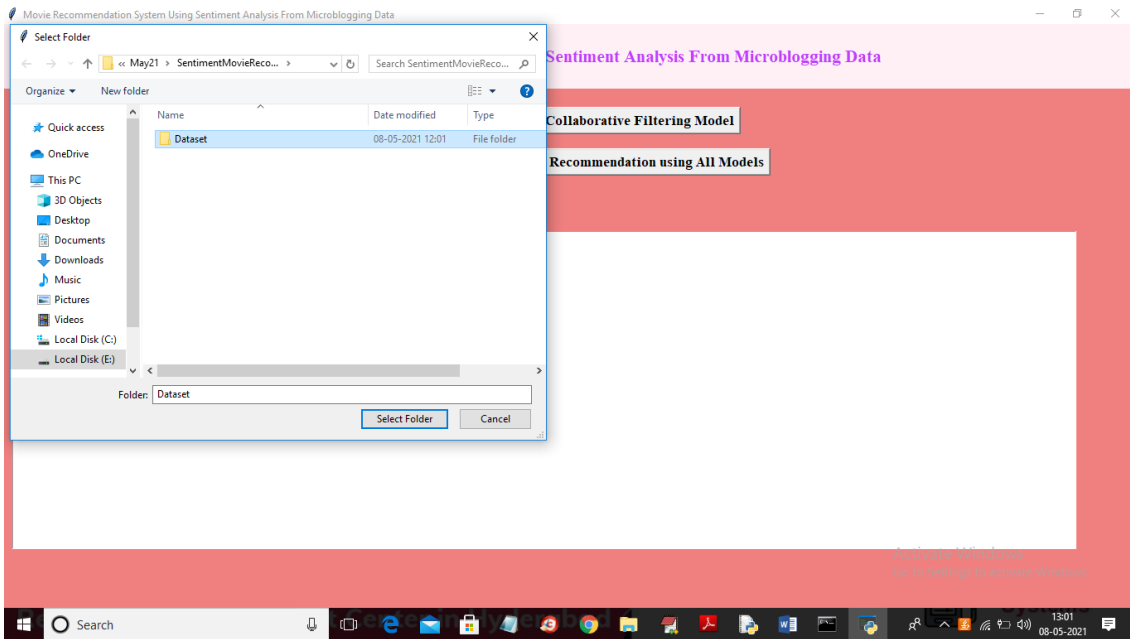 Movie Recommendation System Using Sentiment Analysis From Microblogging Data
Select Folder
Sentiment Analysis From Microblogging Data
« May21 › SentimentMovieReco... ›
Search SentimentMovieReco...
Organize
New folder
Name
Date modified
Type
Dataset
08-05-2021 12:01
File folder
Quick access
OneDrive
This PC
3D Objects
Desktop
Documents
Downloads
Music
Pictures
Videos
Local Disk (C:)
Local Disk (E:)
Folder:
Dataset
Select Folder
Cancel
Collaborative Filtering Model
Recommendation using All Models
Activate Windows
Search
13:01
08-05-2021